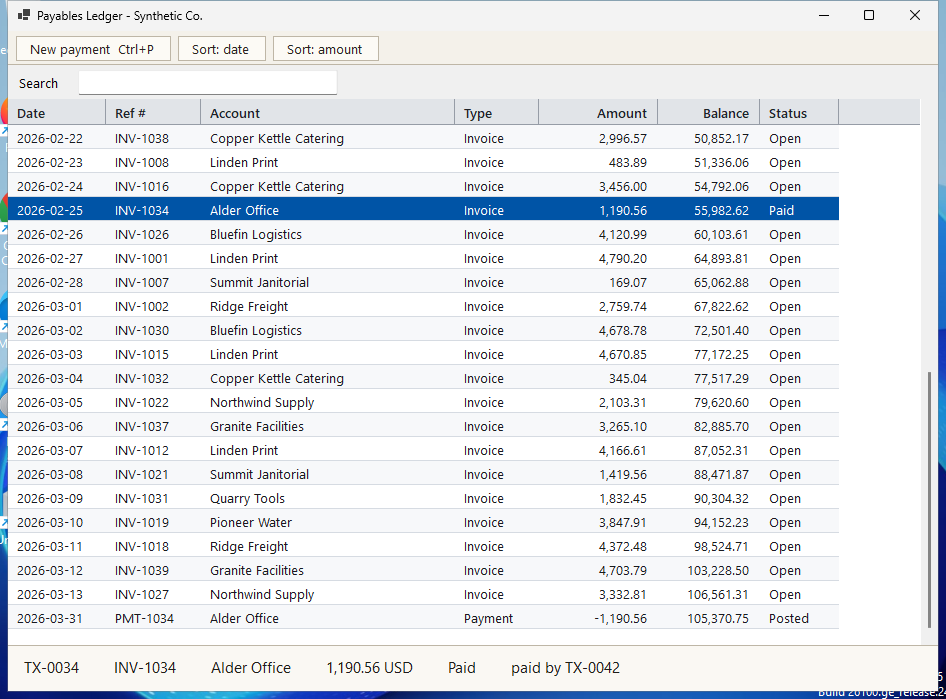 Payables Ledger - Synthetic Co.
New payment Ctrl+P Sort: date Sort: amount
Search
Date Ref # Account Type Amount Balance Status
2026-02-22 INV-1038 Copper Kettle Catering Invoice 2,996.57 50,852.17 Open
2026-02-23 INV-1008 Linden Print Invoice 483.89 51,336.06 Open
2026-02-24 INV-1016 Copper Kettle Catering Invoice 3,456.00 54,792.06 Open
2026-02-25 INV-1034 Alder Office Invoice 1,190.56 55,982.62 Paid
2026-02-26 INV-1026 Bluefin Logistics Invoice 4,120.99 60,103.61 Open
2026-02-27 INV-1001 Linden Print Invoice 4,790.20 64,893.81 Open
2026-02-28 INV-1007 Summit Janitorial Invoice 169.07 65,062.88 Open
2026-03-01 INV-1002 Ridge Freight Invoice 2,759.74 67,822.62 Open
2026-03-02 INV-1030 Bluefin Logistics Invoice 4,678.78 72,501.40 Open
2026-03-03 INV-1015 Linden Print Invoice 4,670.85 77,172.25 Open
2026-03-04 INV-1032 Copper Kettle Catering Invoice 345.04 77,517.29 Open
2026-03-05 INV-1022 Northwind Supply Invoice 2,103.31 79,620.60 Open
2026-03-06 INV-1037 Granite Facilities Invoice 3,265.10 82,885.70 Open
2026-03-07 INV-1012 Linden Print Invoice 4,166.61 87,052.31 Open
2026-03-08 INV-1021 Summit Janitorial Invoice 1,419.56 88,471.87 Open
2026-03-09 INV-1031 Quarry Tools Invoice 1,832.45 90,304.32 Open
2026-03-10 INV-1019 Pioneer Water Invoice 3,847.91 94,152.23 Open
2026-03-11 INV-1018 Ridge Freight Invoice 4,372.48 98,524.71 Open
2026-03-12 INV-1039 Granite Facilities Invoice 4,703.79 103,228.50 Open
2026-03-13 INV-1027 Northwind Supply Invoice 3,332.81 106,561.31 Open
2026-03-31 PMT-1034 Alder Office Payment -1,190.56 105,370.75 Posted
TX-0034 INV-1034 Alder Office 1,190.56 USD Paid paid by TX-0042